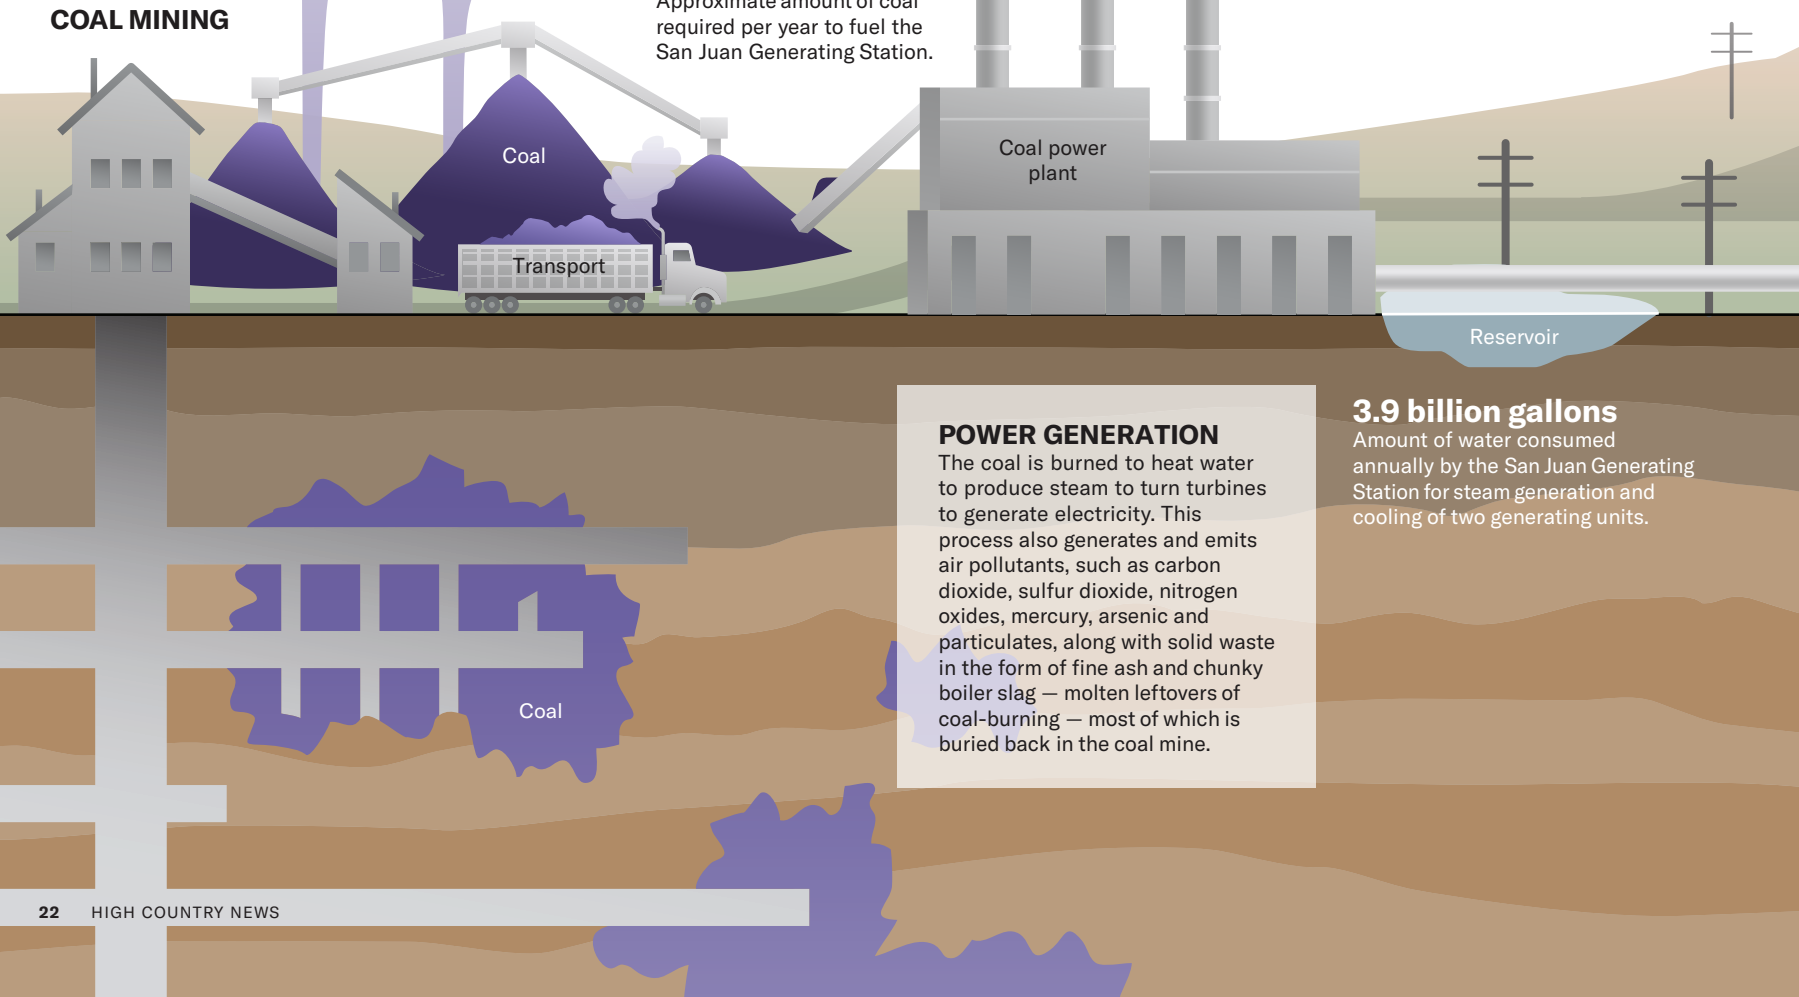 COAL MINING
Approximate amount of coal
required per year to fuel the
San Juan Generating Station.
Coal
Transport
Coal power
plant
Reservoir
POWER GENERATION
The coal is burned to heat water
to produce steam to turn turbines
to generate electricity. This
process also generates and emits
air pollutants, such as carbon
dioxide, sulfur dioxide, nitrogen
oxides, mercury, arsenic and
particulates, along with solid waste
in the form of fine ash and chunky
boiler slag — molten leftovers of
coal-burning — most of which is
buried back in the coal mine.
3.9 billion gallons
Amount of water consumed
annually by the San Juan Generating
Station for steam generation and
cooling of two generating units.
Coal
22 HIGH COUNTRY NEWS